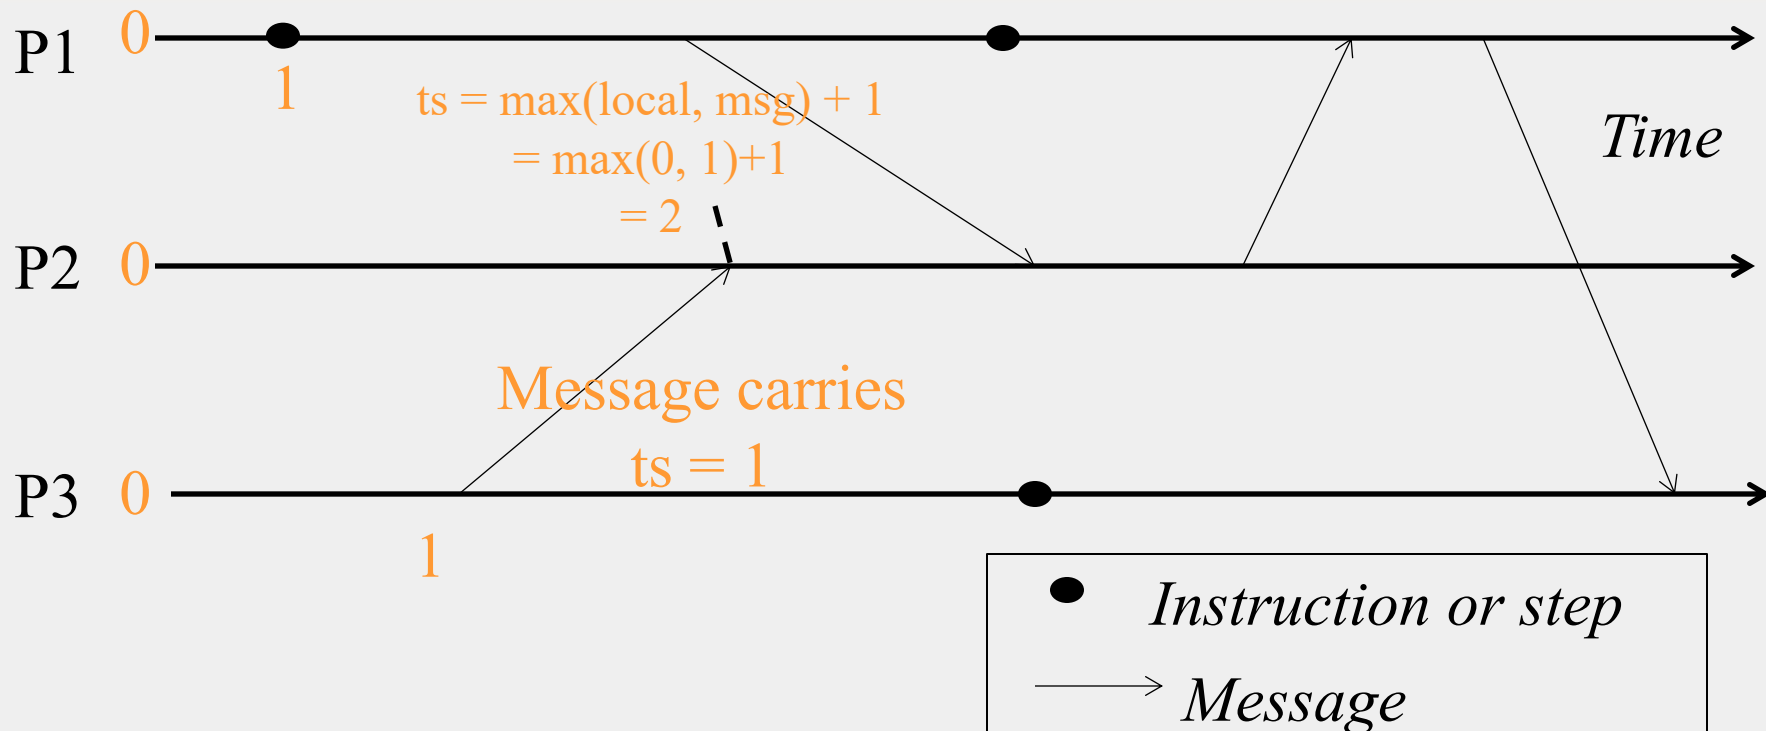 P1 0
1
ts = max(local, msg) + 1
= max(0, 1)+1
= 2
Time
P2 0
Message carries
ts = 1
P3 0
1
Instruction or step
Message